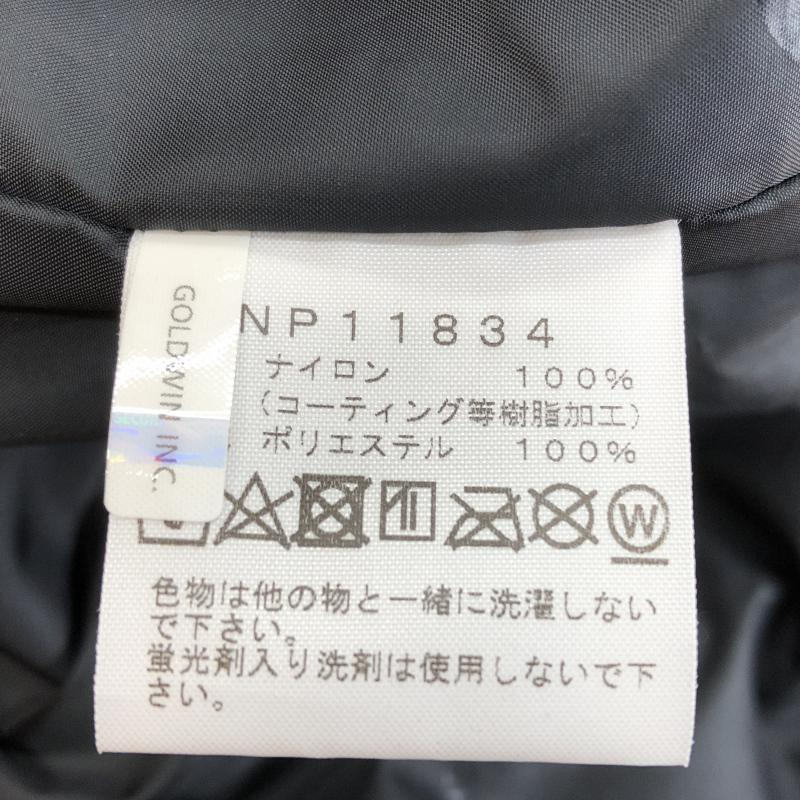 GOLDWIN INC.
NP11834
ナイロン 100%
(コーティング等樹脂加工)
ポリエステル 100%
W
色物は他の物と一緒に洗濯しない
で下さい。
蛍光剤入り洗剤は使用しないで下
さい。